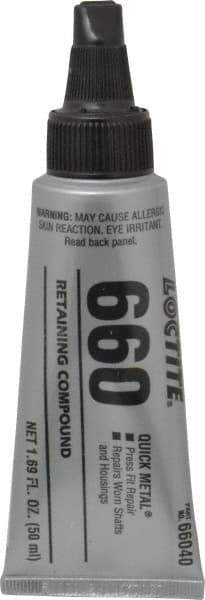 WARNING: MAY CAUSE ALLERGIC
SKIN REACTION. EYE IRRITANT.
Read back panel.
LOCTITE®
660
RETAINING COMPOUND
QUICK METAL®
Press Fit Repair
Repairs Worn Shafts
and Housings
NET 1.69 FL. OZ. (50 ml)
PART
NO. 66040